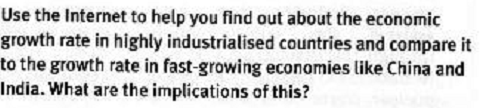 Use the Internet to help you find out about the economic
growth rate in highly industrialised countries and compare it
to the growth rate in fast-growing economies like China and
India. What are the implications of this?